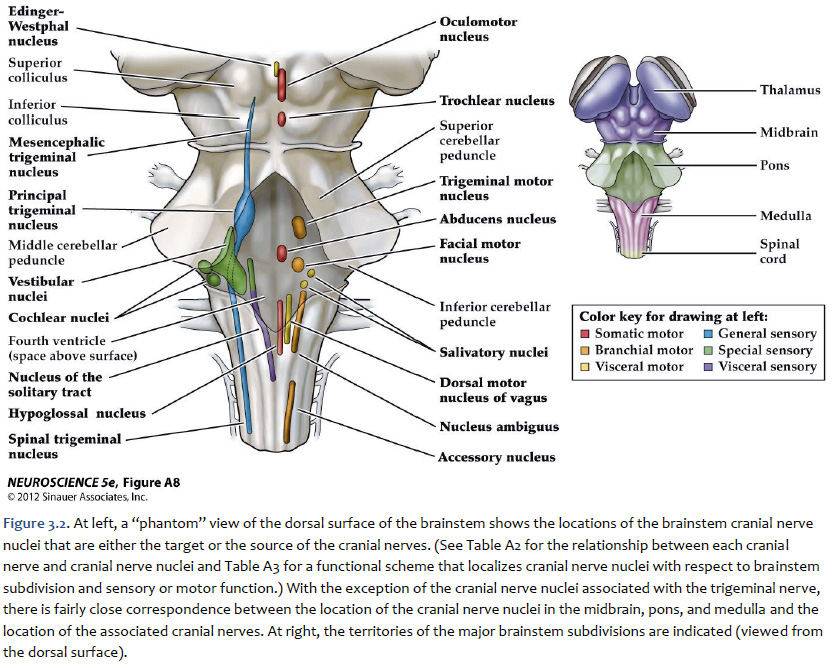 Edinger-
Westphal
nucleus
Superior
colliculus
Inferior
colliculus
Mesencephalic
trigeminal
nucleus
Principal
trigeminal
nucleus
Middle cerebellar
peduncle
Vestibular
nuclei
Cochlear nuclei
Fourth ventricle
(space above surface)
Nucleus of the
solitary tract
Hypoglossal nucleus
Spinal trigeminal
nucleus
Oculomotor
nucleus
Trochlear nucleus
Superior
cerebellar
peduncle
Trigeminal motor
nucleus
Abducens nucleus
Facial motor
nucleus
Inferior cerebellar
peduncle
Salivatory nuclei
Dorsal motor
nucleus of vagus
Nucleus ambiguus
Accessory nucleus
Thalamus
Midbrain
Pons
Medulla
Spinal
cord
Color key for drawing at left:
Somatic motor
General sensory
Branchial motor
Special sensory
Visceral motor
Visceral sensory
NEUROSCIENCE 5e, Figure A8
© 2012 Sinauer Associates, Inc.
Figure 3.2. At left, a “phantom” view of the dorsal surface of the brainstem shows the locations of the brainstem cranial nerve
nuclei that are either the target or the source of the cranial nerves. (See Table A2 for the relationship between each cranial
nerve and cranial nerve nuclei and Table A3 for a functional scheme that localizes cranial nerve nuclei with respect to brainstem
subdivision and sensory or motor function.) With the exception of the cranial nerve nuclei associated with the trigeminal nerve,
there is fairly close correspondence between the location of the cranial nerve nuclei in the midbrain, pons, and medulla and the
location of the associated cranial nerves. At right, the territories of the major brainstem subdivisions are indicated (viewed from
the dorsal surface).